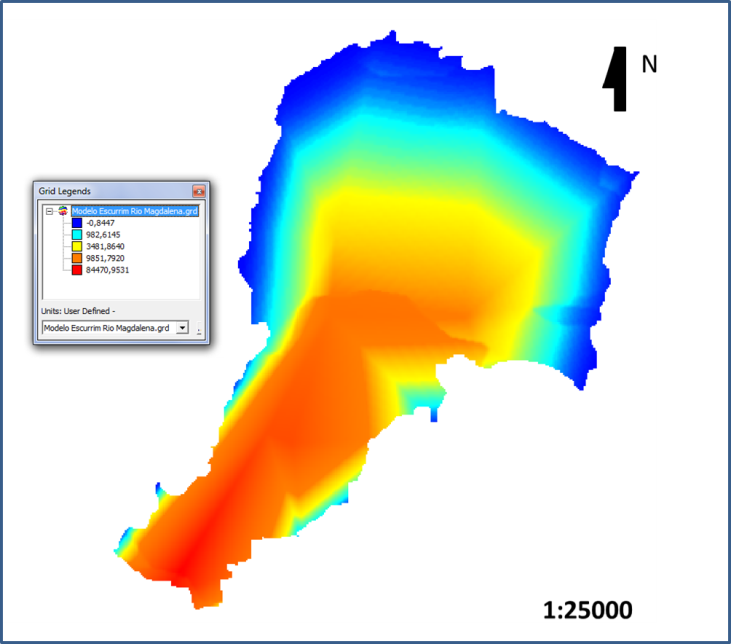 N
Grid Legends
Modelo Escurrim Rio Magdalena.grd
-0,8447
982,6145
3481,8640
9851,7920
84470,9531
Units: User Defined -
Modelo Escurrim Rio Magdalena.grd
1:25000